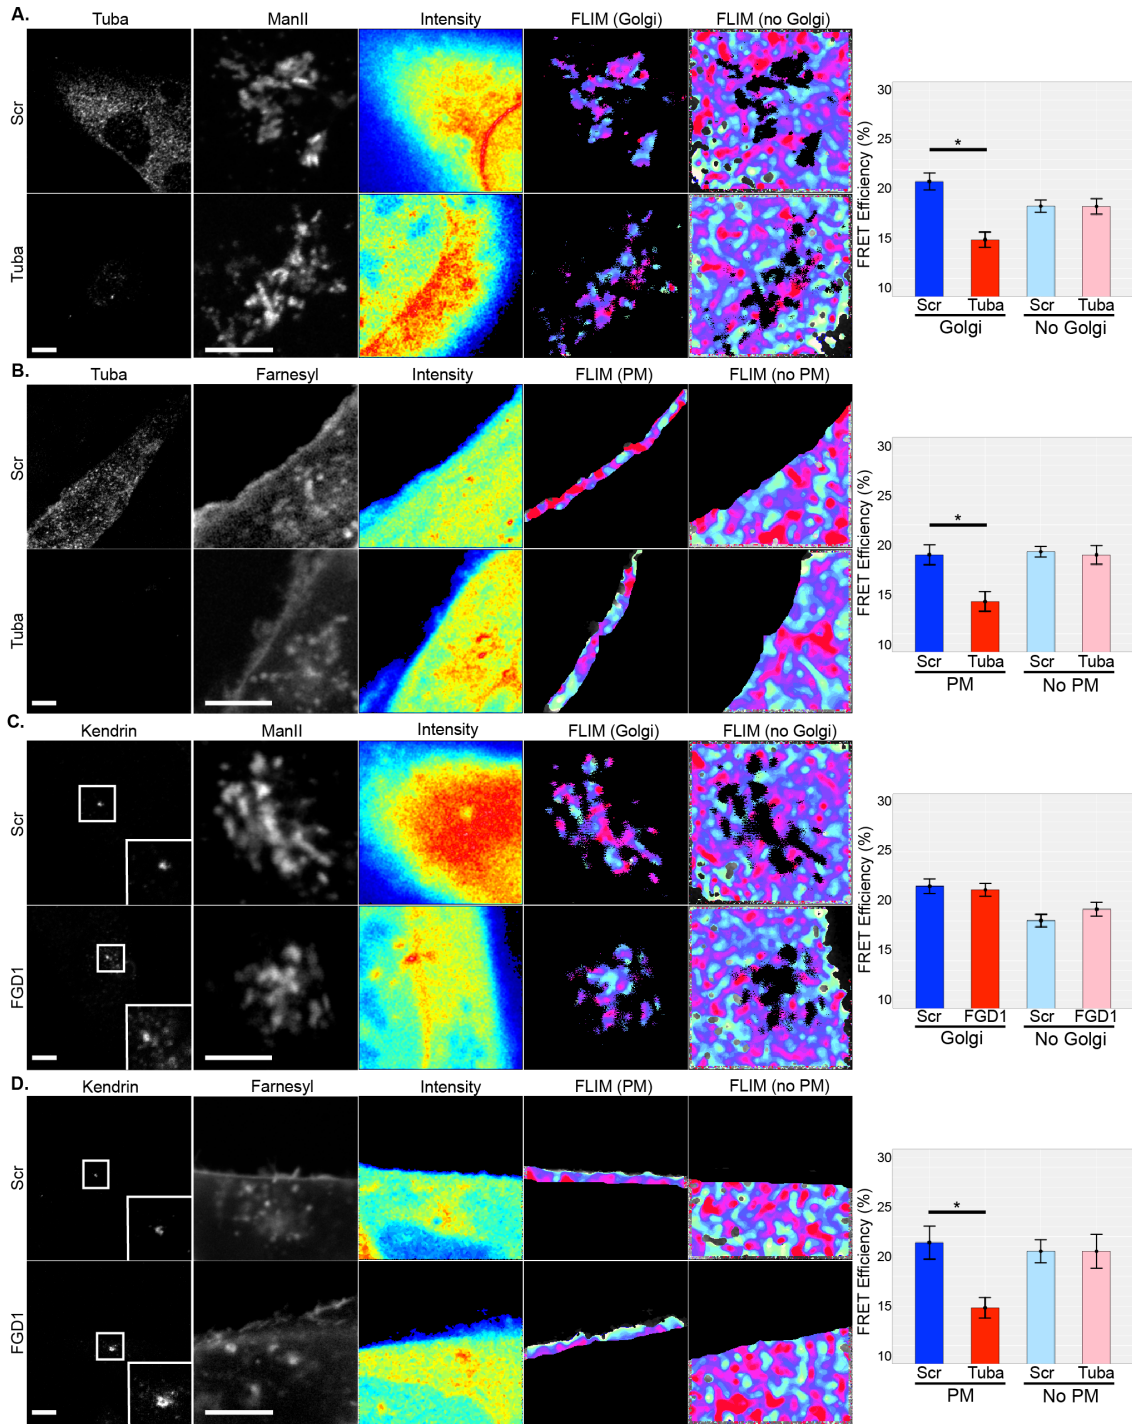 A.
Tuba ManII Intensity FLIM (Golgi) FLIM (no Golgi)
Scr
Tuba
FRET Efficiency (%)
30
25
20
15
10
*
Scr Tuba Scr Tuba
Golgi No Golgi
B.
Tuba Farnesyl Intensity FLIM (PM) FLIM (no PM)
Scr
Tuba
FRET Efficiency (%)
30
25
20
15
10
*
Scr Tuba Scr Tuba
PM No PM
C.
Kendrin ManII Intensity FLIM (Golgi) FLIM (no Golgi)
Scr
FGD1
FRET Efficiency (%)
30
25
20
15
10
Scr FGD1 Scr FGD1
Golgi No Golgi
D.
Kendrin Farnesyl Intensity FLIM (PM) FLIM (no PM)
Scr
FGD1
FRET Efficiency (%)
30
25
20
15
10
*
Scr Tuba Scr Tuba
PM No PM